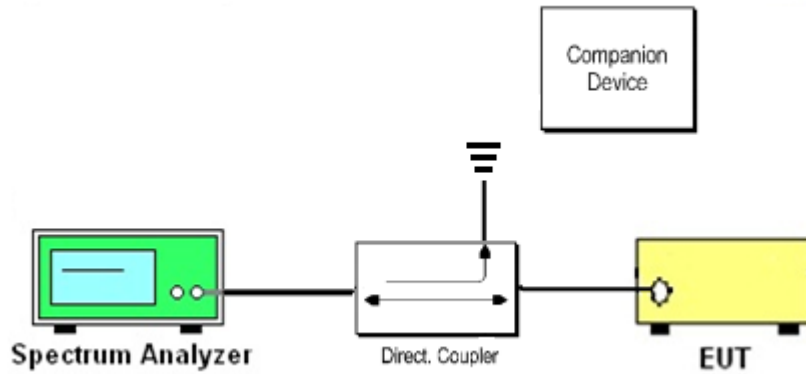 Companion
Device
Spectrum Analyzer
Direct. Coupler
EUT